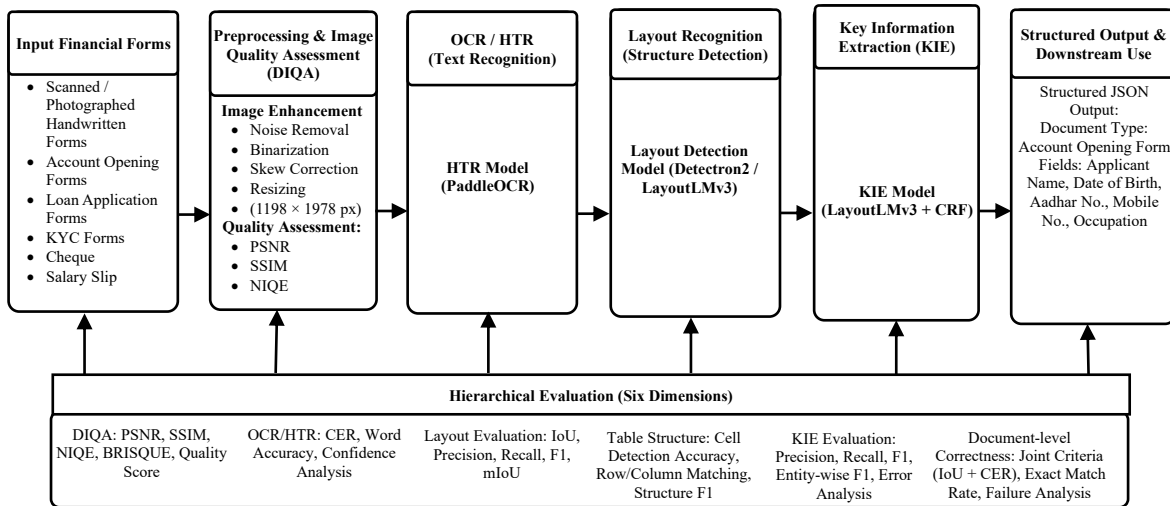 Input Financial Forms
• Scanned /
Photographed
Handwritten
Forms
• Account Opening
Forms
• Loan Application
Forms
• KYC Forms
• Cheque
• Salary Slip
Preprocessing & Image
Quality Assessment
(DIQA)
Image Enhancement
• Noise Removal
• Binarization
• Skew Correction
• Resizing
• (1198 × 1978 px)
Quality Assessment:
• PSNR
• SSIM
• NIQE
OCR / HTR
(Text Recognition)
HTR Model
(PaddleOCR)
Layout Recognition
(Structure Detection)
Layout Detection
Model (Detectron2 /
LayoutLMv3)
Key Information
Extraction (KIE)
KIE Model
(LayoutLMv3 + CRF)
Structured Output &
Downstream Use
Structured JSON
Output:
Document Type:
Account Opening Form
Fields: Applicant
Name, Date of Birth,
Aadhar No., Mobile
No., Occupation
Hierarchical Evaluation (Six Dimensions)
DIQA: PSNR, SSIM,
NIQE, BRISQUE, Quality
Score
OCR/HTR: CER, Word
Accuracy, Confidence
Analysis
Layout Evaluation: IoU,
Precision, Recall, F1,
mIoU
Table Structure: Cell
Detection Accuracy,
Row/Column Matching,
Structure F1
KIE Evaluation:
Precision, Recall, F1,
Entity-wise F1, Error
Analysis
Document-level
Correctness: Joint Criteria
(IoU + CER), Exact Match
Rate, Failure Analysis